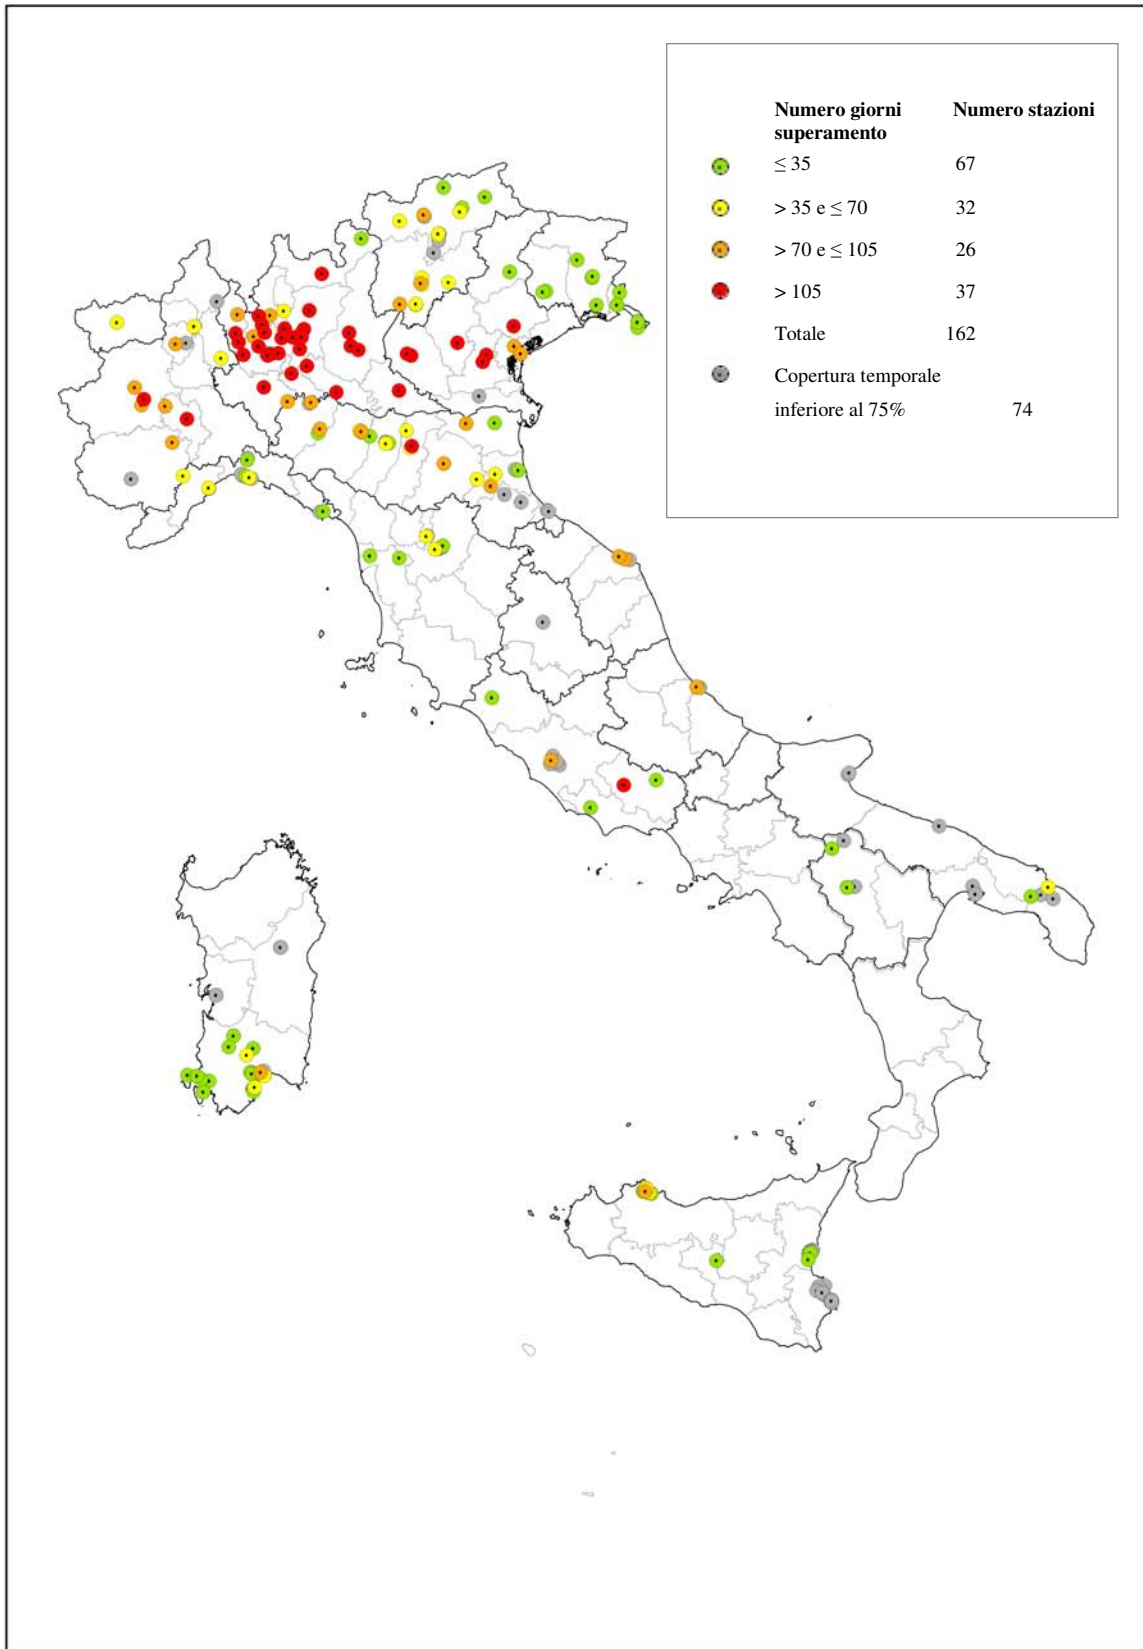 Numero giorni superamento Numero stazioni
≤ 35 67
> 35 e ≤ 70 32
> 70 e ≤ 105 26
> 105 37
Totale 162
Copertura temporale
inferiore al 75% 74